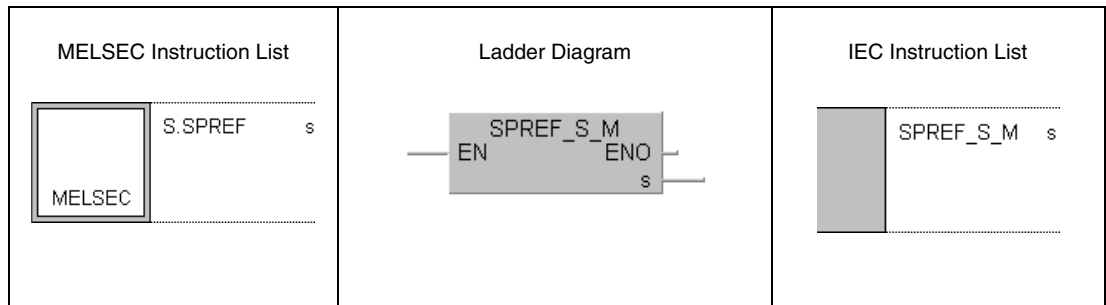 MELSEC Instruction List
Ladder Diagram
IEC Instruction List
S.SPREF s
MELSEC
SPREF_S_M
EN ENO
s
SPREF_S_M s